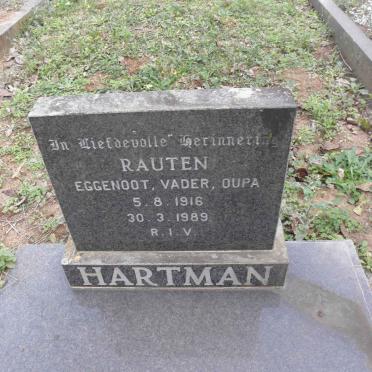 In Liefdevolle Herinnering
RAUTEN
EGGENOOT, VADER, OUPA
5. 8. 1916
30. 3. 1989
R. I. V.
HARTMAN